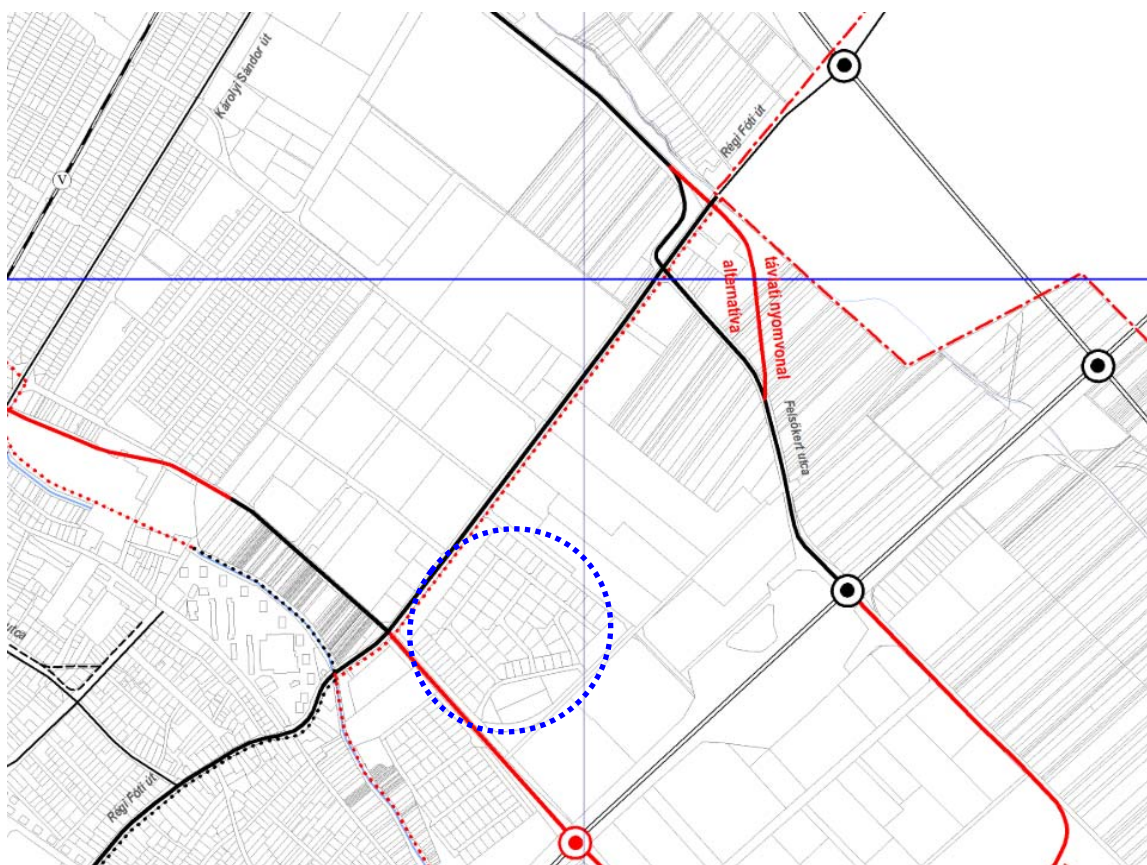 Károlyi Sándor út
Régi Fóti út
V
távlati nyomvonal
alternatíva
Felsőkert utca
utca
Régi Fóti út